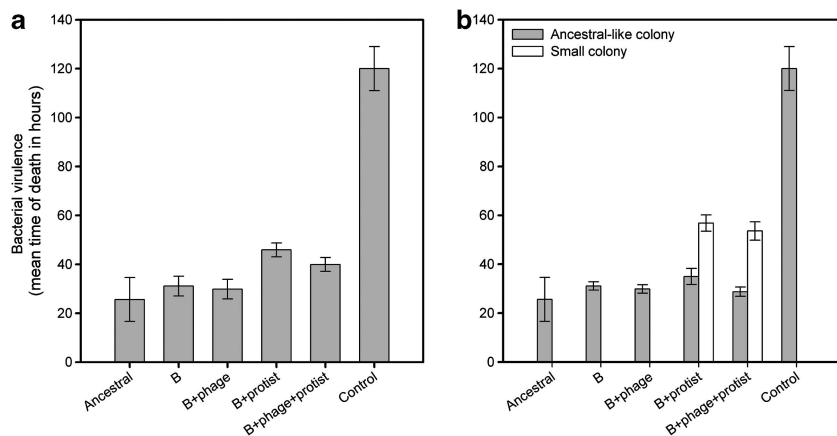 a
140
120
100
80
60
40
20
0
Bacterial virulence
(mean time of death in hours)
Ancestral
B
B+phage
B+protist
B+phage+protist
Control
b
140
120
100
80
60
40
20
0
Ancestral-like colony
Small colony
Ancestral
B
B+phage
B+protist
B+phage+protist
Control